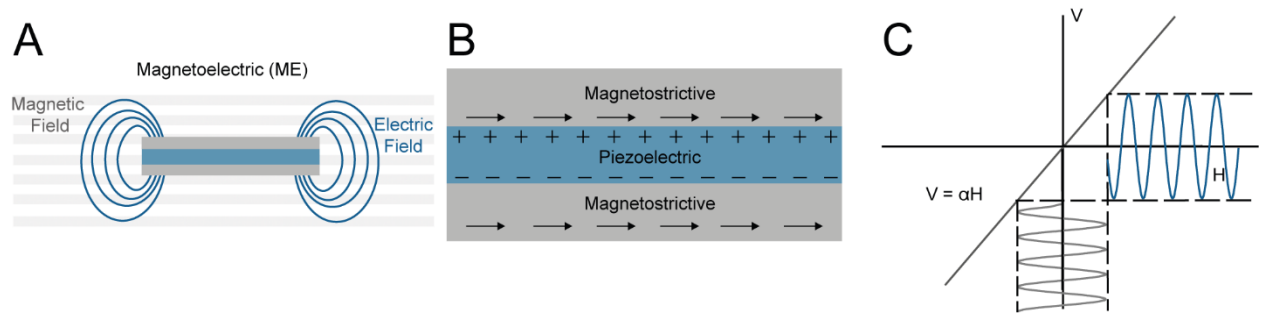 A
Magnetoelectric (ME)
Magnetic
Field
Electric
Field
B
Magnetostrictive
+ + + + + + + + + + + + +
Piezoelectric
− − − − − − − − − − − − − − −
Magnetostrictive
C
V
H
V = αH